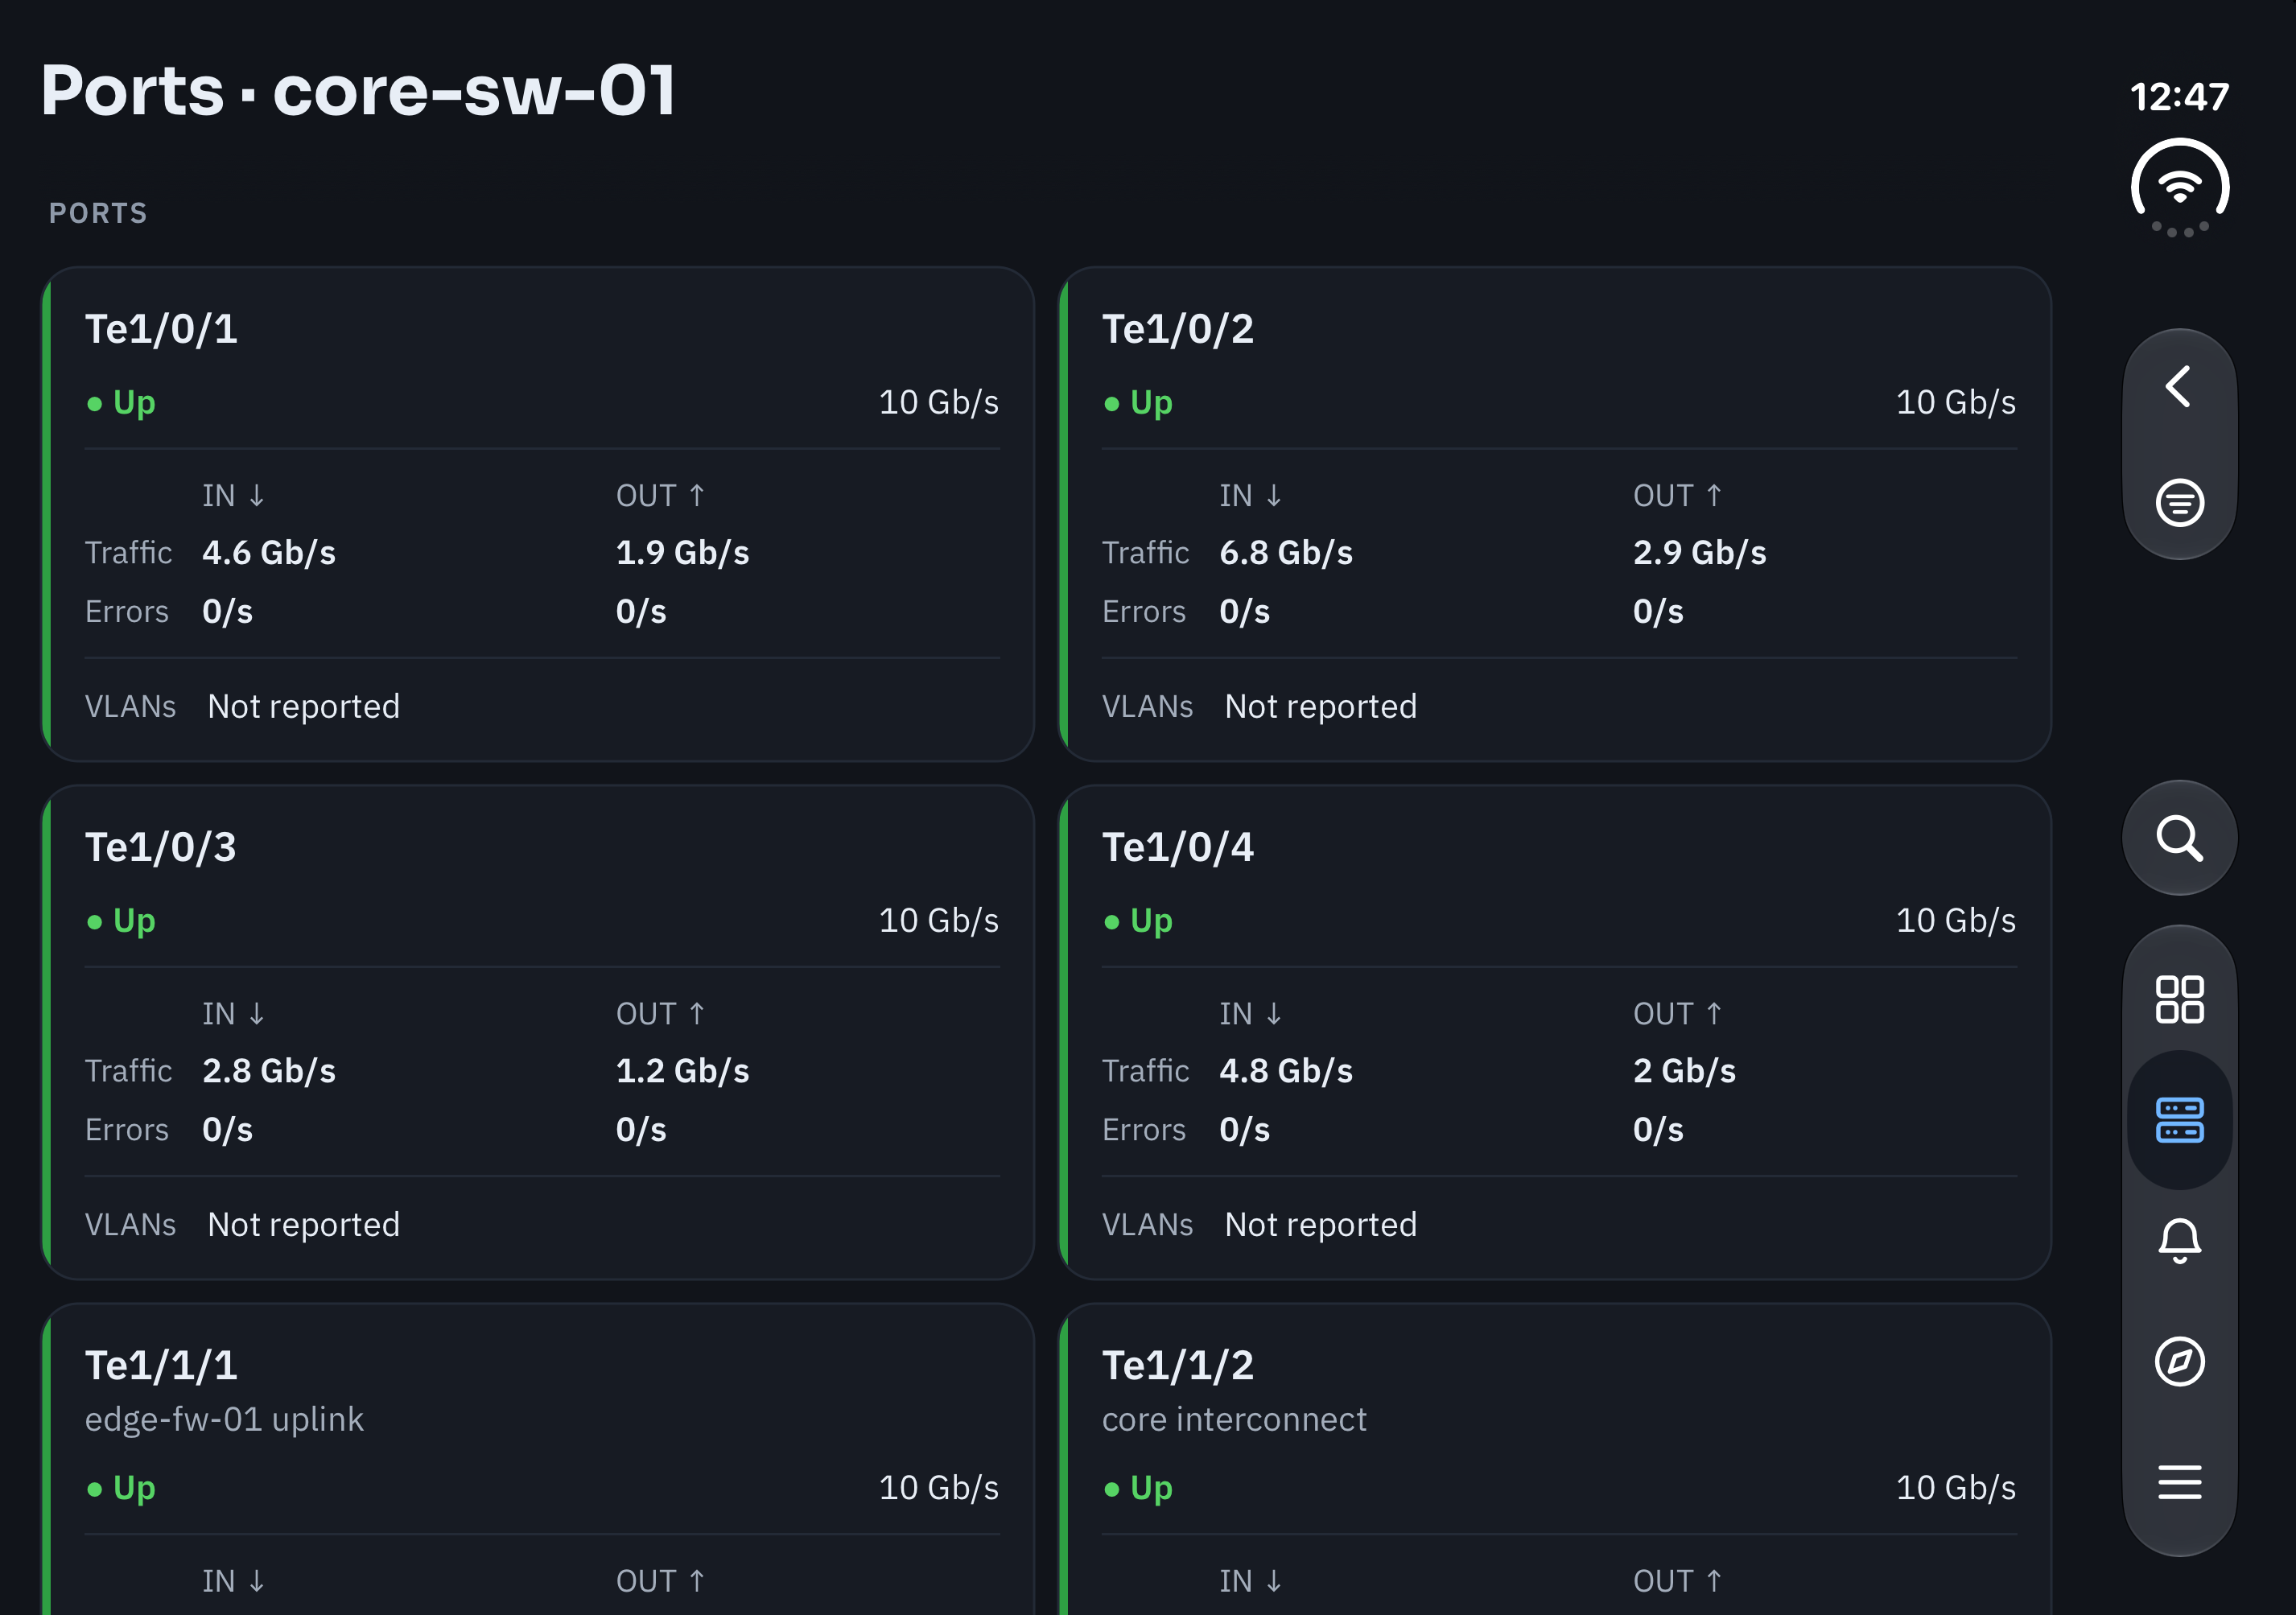 Ports · core-sw-01
12:47
PORTS
Te1/0/1
Up 10 Gb/s
IN ↓ OUT ↑
Traffic 4.6 Gb/s 1.9 Gb/s
Errors 0/s 0/s
VLANs Not reported
Te1/0/2
Up 10 Gb/s
IN ↓ OUT ↑
Traffic 6.8 Gb/s 2.9 Gb/s
Errors 0/s 0/s
VLANs Not reported
Te1/0/3
Up 10 Gb/s
IN ↓ OUT ↑
Traffic 2.8 Gb/s 1.2 Gb/s
Errors 0/s 0/s
VLANs Not reported
Te1/0/4
Up 10 Gb/s
IN ↓ OUT ↑
Traffic 4.8 Gb/s 2 Gb/s
Errors 0/s 0/s
VLANs Not reported
Te1/1/1
edge-fw-01 uplink
Up 10 Gb/s
IN ↓ OUT ↑
Te1/1/2
core interconnect
Up 10 Gb/s
IN ↓ OUT ↑